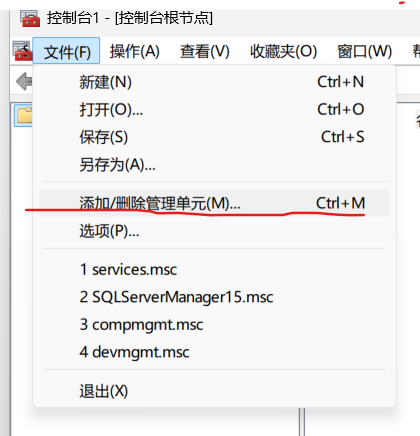 控制台1 - [控制台根节点]
文件(F) 操作(A) 查看(V) 收藏夹(O) 窗口(W)
新建(N) Ctrl+N
打开(O)... Ctrl+O
保存(S) Ctrl+S
另存为(A)...
添加/删除管理单元(M)... Ctrl+M
选项(P)...
1 services.msc
2 SQLServerManager15.msc
3 compmgmt.msc
4 devmgmt.msc
退出(X)